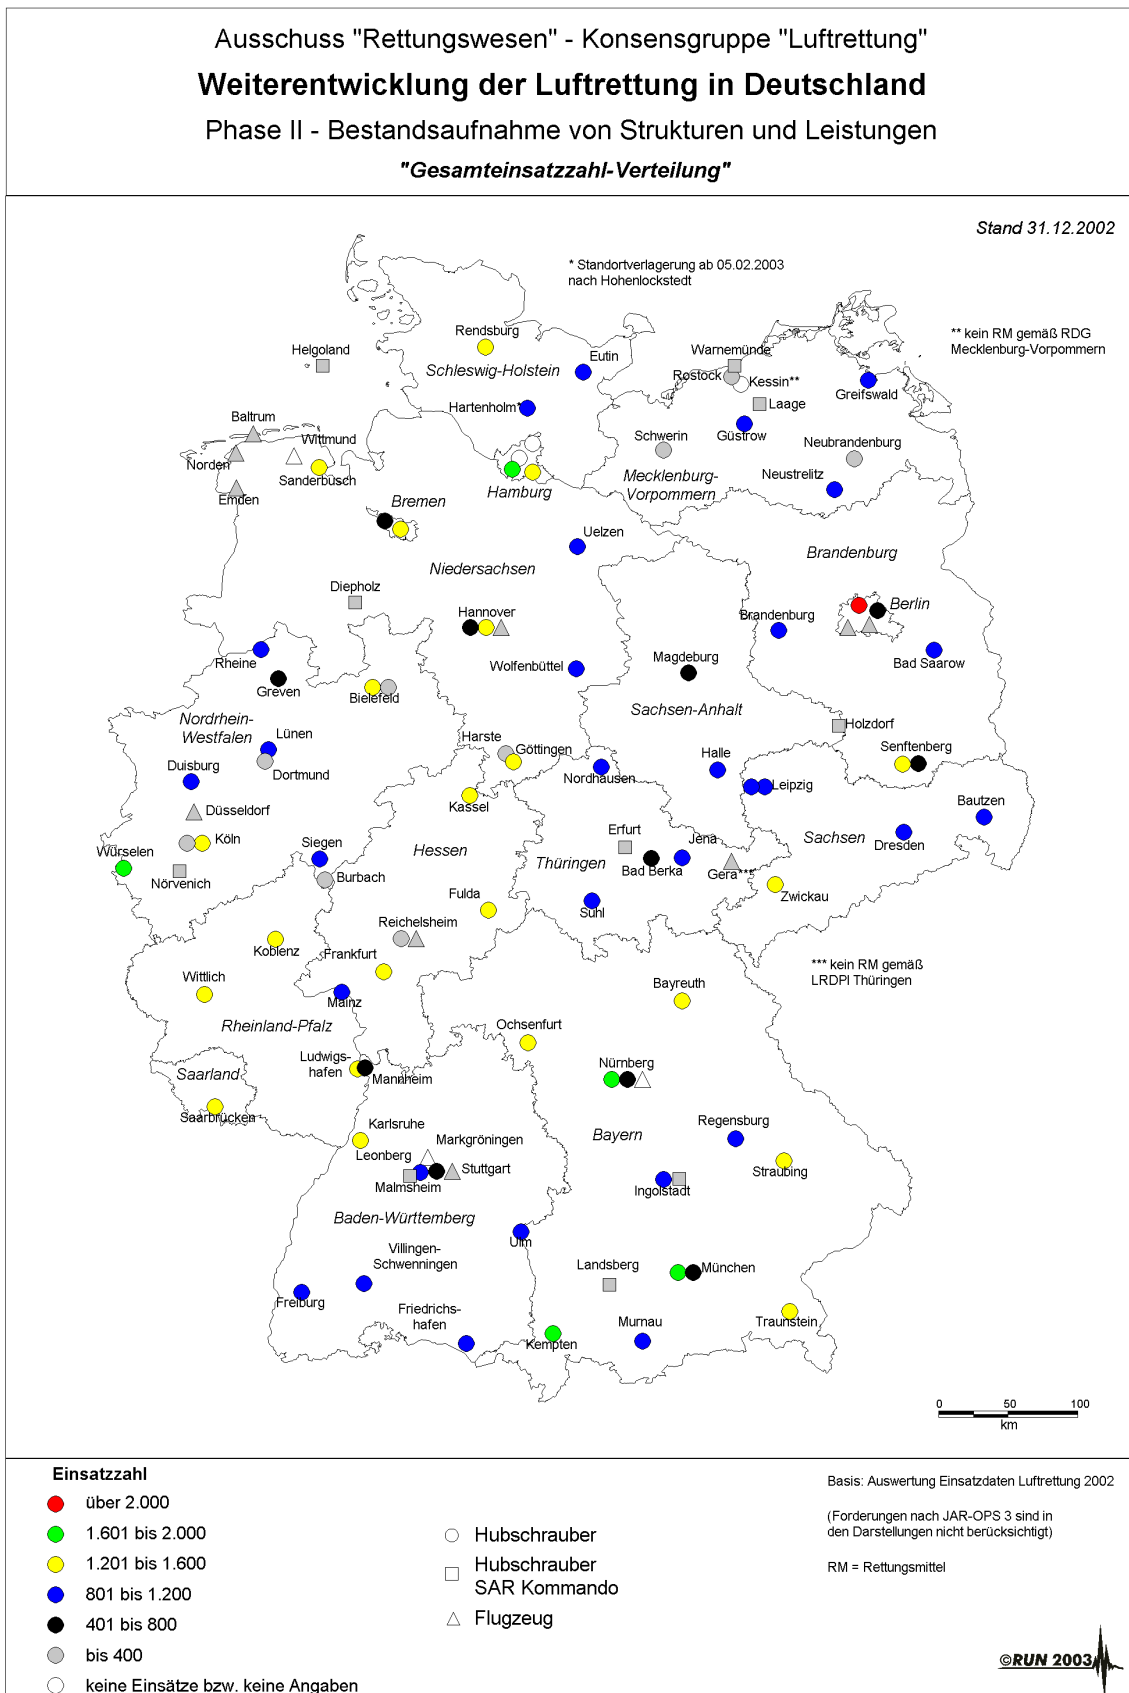 Ausschuss "Rettungswesen" - Konsensgruppe "Luftrettung"
Weiterentwicklung der Luftrettung in Deutschland
Phase II - Bestandsaufnahme von Strukturen und Leistungen
"Gesamteinsatzzahl-Verteilung"
Stand 31.12.2002
* Standortverlagerung ab 05.02.2003
nach Hohenlockstedt
** kein RM gemäß RDG
Mecklenburg-Vorpommern
Rendsburg
Helgoland
Eutin
Warnemünde
Schleswig-Holstein
Rostock
Kessin**
Greifswald
Hartenholm*
Laage
Baltrum
Güstrow
Wittmund
Schwerin
Neubrandenburg
Norden
Sanderbusch
Mecklenburg-
Vorpommern
Neustrelitz
Emden
Hamburg
Bremen
Uelzen
Brandenburg
Niedersachsen
Diepholz
Hannover
Brandenburg
Berlin
Rheine
Wolfenbüttel
Magdeburg
Bad Saarow
Greven
Bielefeld
Sachsen-Anhalt
Nordrhein-
Westfalen
Lünen
Holzdorf
Harste
Göttingen
Halle
Senftenberg
Duisburg
Dortmund
Nordhausen
Leipzig
Kassel
Bautzen
Düsseldorf
Köln
Siegen
Hessen
Erfurt
Jena
Sachsen
Dresden
Würselen
Thüringen
Bad Berka
Gera***
Nörvenich
Burbach
Fulda
Zwickau
Suhl
Reichelsheim
Koblenz
Frankfurt
*** kein RM gemäß
LRDPl Thüringen
Wittlich
Mainz
Bayreuth
Rheinland-Pfalz
Ochsenfurt
Ludwigs-
hafen
Mannheim
Nürnberg
Saarland
Saarbrücken
Karlsruhe
Regensburg
Markgröningen
Bayern
Leonberg
Stuttgart
Straubing
Malmsheim
Ingolstadt
Baden-Württemberg
Ulm
Villingen-
Schwenningen
Landsberg
München
Freiburg
Friedrichs-
hafen
Murnau
Traunstein
Kempten
0 50 100
km
Einsatzzahl
über 2.000
1.601 bis 2.000
1.201 bis 1.600
801 bis 1.200
401 bis 800
bis 400
keine Einsätze bzw. keine Angaben
Hubschrauber
Hubschrauber
SAR Kommando
Flugzeug
Basis: Auswertung Einsatzdaten Luftrettung 2002
(Forderungen nach JAR-OPS 3 sind in
den Darstellungen nicht berücksichtigt)
RM = Rettungsmittel
©RUN 2003